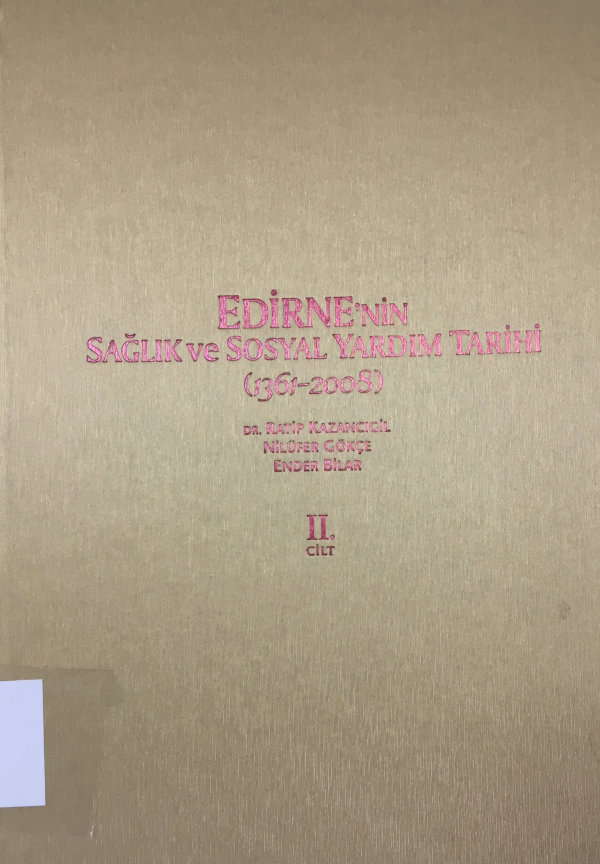 EDİRNE'NİN
SAĞLIK ve SOSYAL YARDIM TARİHİ
(1361-2008)
DR. RATİP KAZANCIGİL
NİLÜFER GÖKÇE
ENDER BİLAR
II.
CİLT